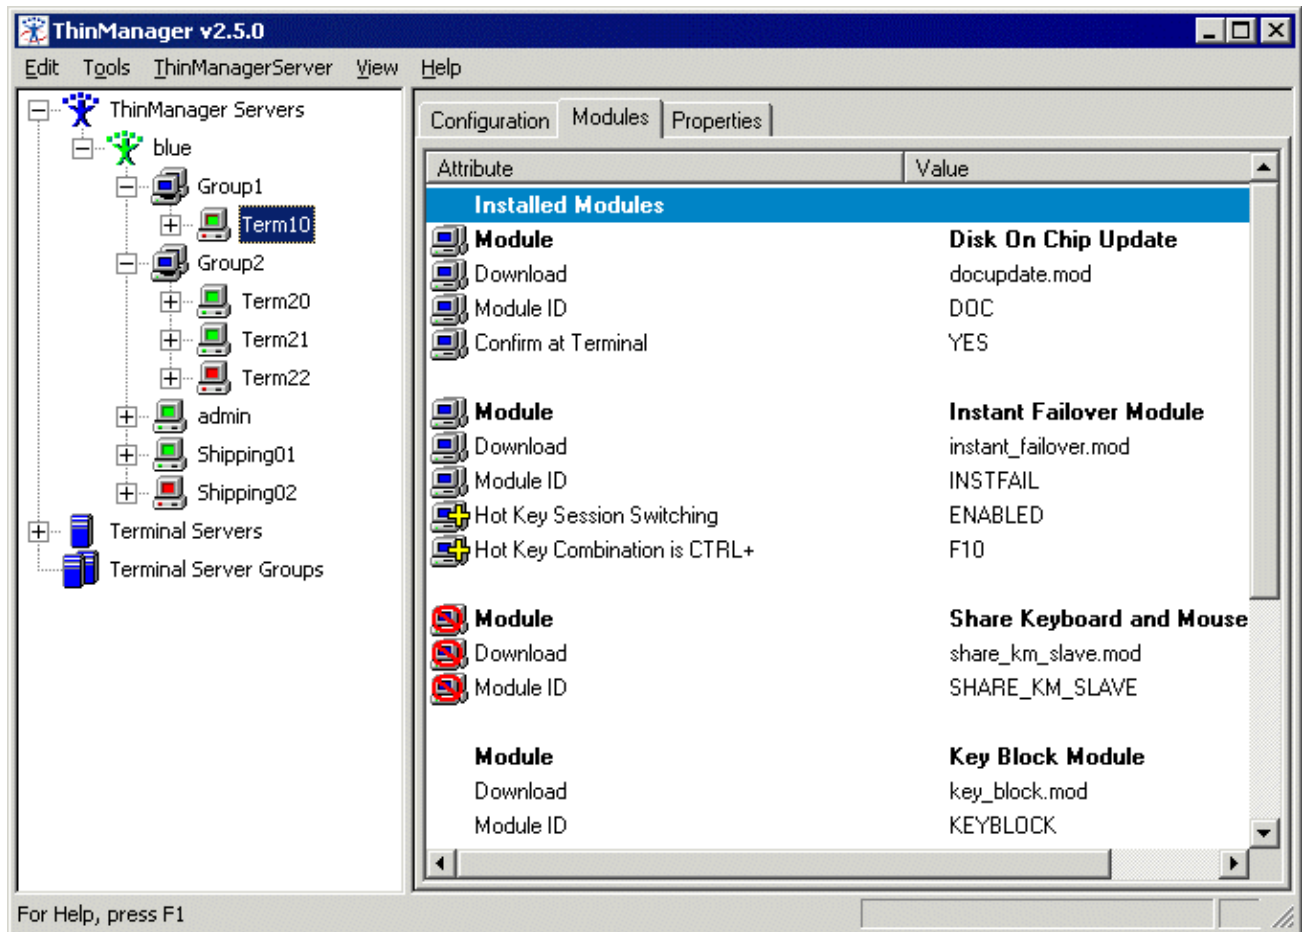 ThinManager v2.5.0
Edit Tools ThinManagerServer View Help
ThinManager Servers
blue
Group1
Term10
Group2
Term20
Term21
Term22
admin
Shipping01
Shipping02
Terminal Servers
Terminal Server Groups
Configuration Modules Properties
Attribute Value
Installed Modules
Module Disk On Chip Update
Download docupdate.mod
Module ID DOC
Confirm at Terminal YES
Module Instant Failover Module
Download instant_failover.mod
Module ID INSTFAIL
Hot Key Session Switching ENABLED
Hot Key Combination is CTRL+ F10
Module Share Keyboard and Mouse
Download share_km_slave.mod
Module ID SHARE_KM_SLAVE
Module Key Block Module
Download key_block.mod
Module ID KEYBLOCK
For Help, press F1